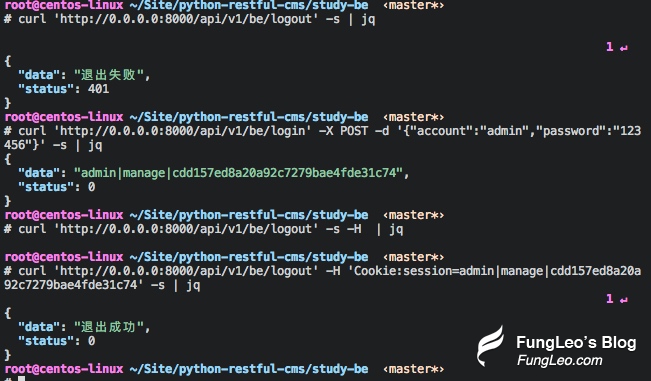 root@centos-linux ~/Site/python-restful-cms/study-be ‹master*›
# curl 'http://0.0.0.0:8000/api/v1/be/logout' -s | jq
1 ↵
{
"data": "退出失败",
"status": 401
}
root@centos-linux ~/Site/python-restful-cms/study-be ‹master*›
# curl 'http://0.0.0.0:8000/api/v1/be/login' -X POST -d '{"account":"admin","password":"123
456"}' -s | jq
{
"data": "admin|manage|cdd157ed8a20a92c7279bae4fde31c74",
"status": 0
}
root@centos-linux ~/Site/python-restful-cms/study-be ‹master*›
# curl 'http://0.0.0.0:8000/api/v1/be/logout' -s -H  | jq
root@centos-linux ~/Site/python-restful-cms/study-be ‹master*›
# curl 'http://0.0.0.0:8000/api/v1/be/logout' -H 'Cookie:session=admin|manage|cdd157ed8a20a
92c7279bae4fde31c74' -s | jq
1 ↵
{
"data": "退出成功",
"status": 0
}
root@centos-linux ~/Site/python-restful-cms/study-be ‹master*›
#
FungLeo's Blog
FungLeo.com